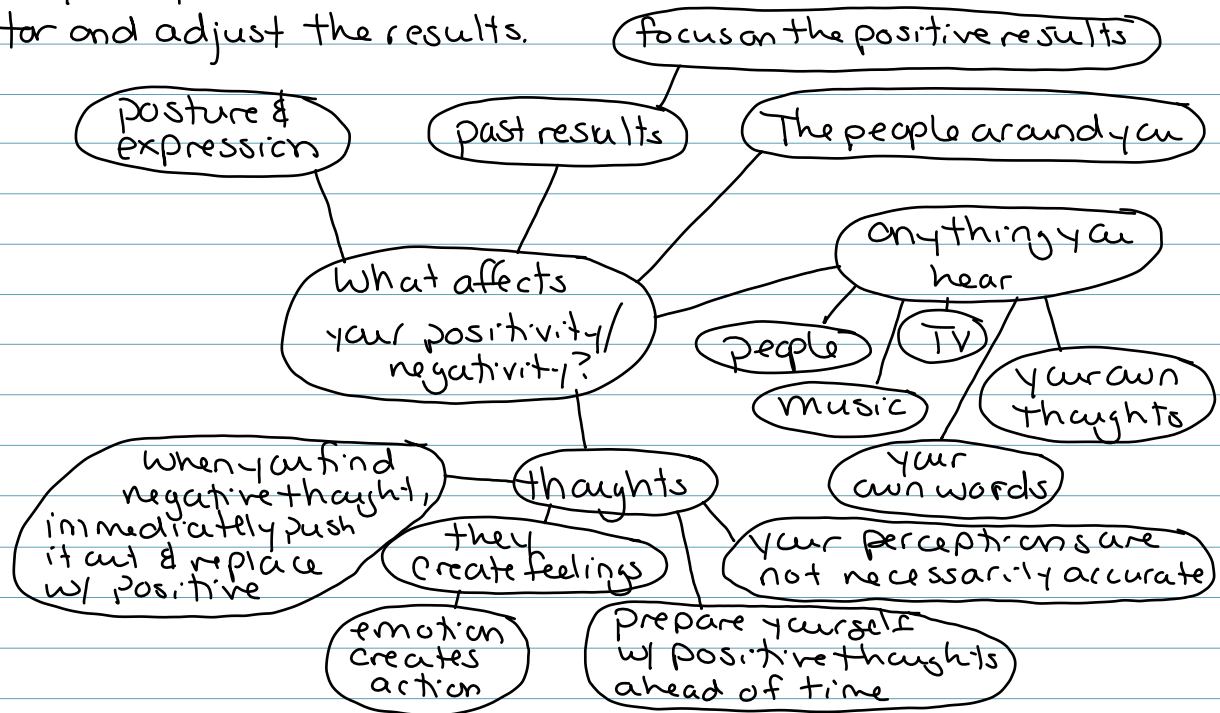 tor and adjust the results.
focus on the positive results
posture &
expression
past results
The people around you
anything you
hear
What affects
your positivity/
negativity?
people
TV
music
your own
thoughts
your
own words
when you find
negative thought,
immediately push
it out & replace
w/ positive
thoughts
they
create feelings
your perceptions are
not necessarily accurate
emotion
creates
action
prepare yourself
w/ positive thoughts
ahead of time